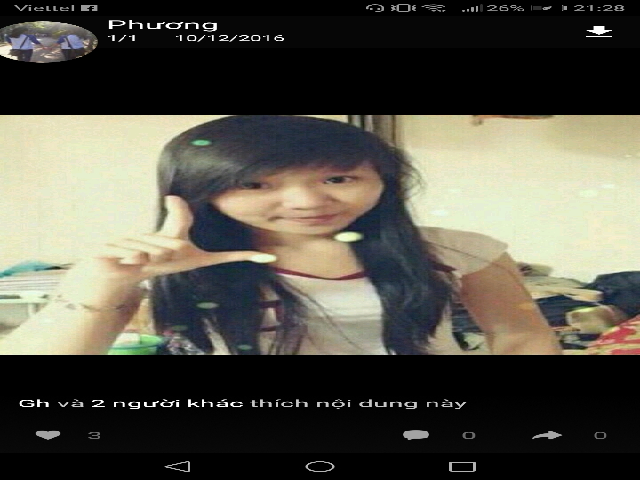 Viettel 26% 21:28
Phương
1/1 10/12/2016
Gh và 2 người khác thích nội dung này
3 0 0